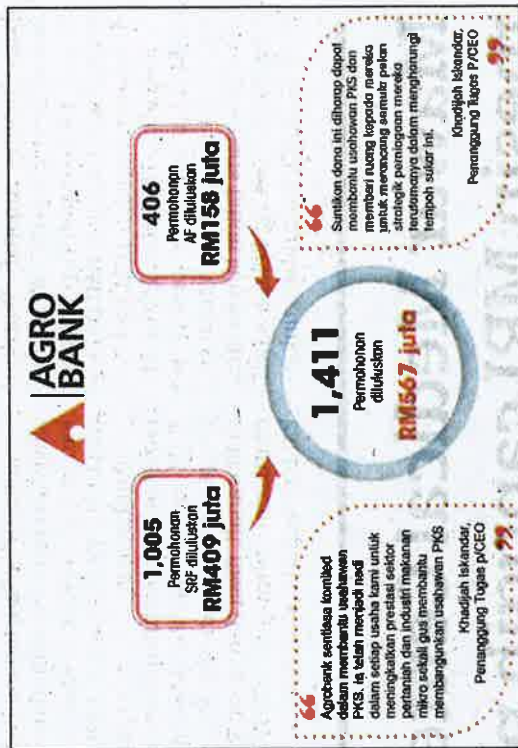 AGRO
BANK
1,005
Permohonan
SRF diluluskan
RM409 juta
406
Permohonan
AF diluluskan
RM158 juta
1,411
Permohonan
diluluskan
RM567 juta
Agrobank sentiasa komited
dalam membantu usahawan
PKS. Ia telah menjadi nadi
dalam setiap usaha kami untuk
meningkatkan prestasi sektor
pertaniah dan industri makanan
mikro sekali gus membantu
membangunkan usahawan PKS
Khadijah Iskandar,
Penanggung Tugas p/CEO
Suntikan dana ini diharap dapat
membantu usahawan PKS dan
memberi ruang kepada mereka
untuk merancang semula pelan
strategik perniagaan mereka
terutamanya dalam mengharungi
tempoh sukar ini.
Khadijah Iskandar,
Penanggung Tugas P/CEO